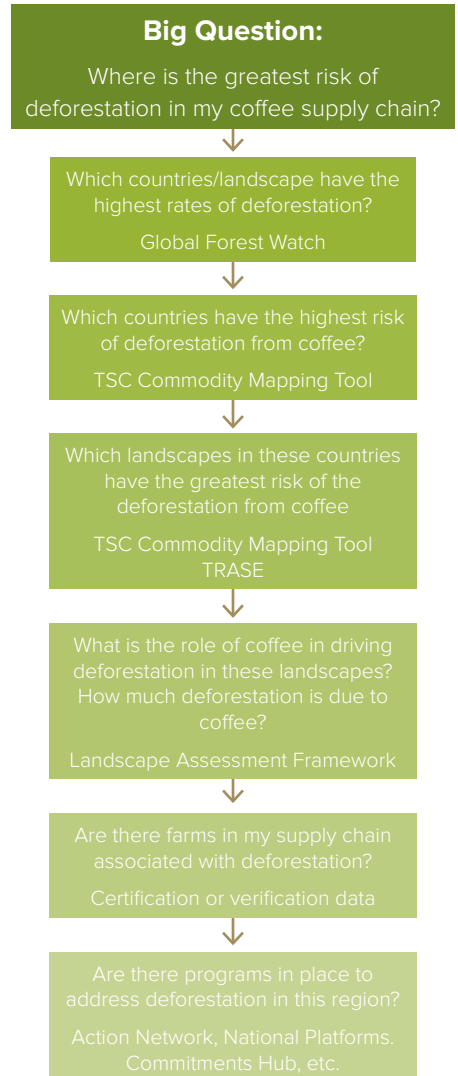 Big Question:
Where is the greatest risk of
deforestation in my coffee supply chain?
Which countries/landscape have the
highest rates of deforestation?
Global Forest Watch
Which countries have the highest risk
of deforestation from coffee?
TSC Commodity Mapping Tool
Which landscapes in these countries
have the greatest risk of the
deforestation from coffee
TSC Commodity Mapping Tool
TRASE
What is the role of coffee in driving
deforestation in these landscapes?
How much deforestation is due to
coffee?
Landscape Assessment Framework
Are there farms in my supply chain
associated with deforestation?
Certification or verification data
Are there programs in place to
address deforestation in this region?
Action Network, National Platforms.
Commitments Hub, etc.